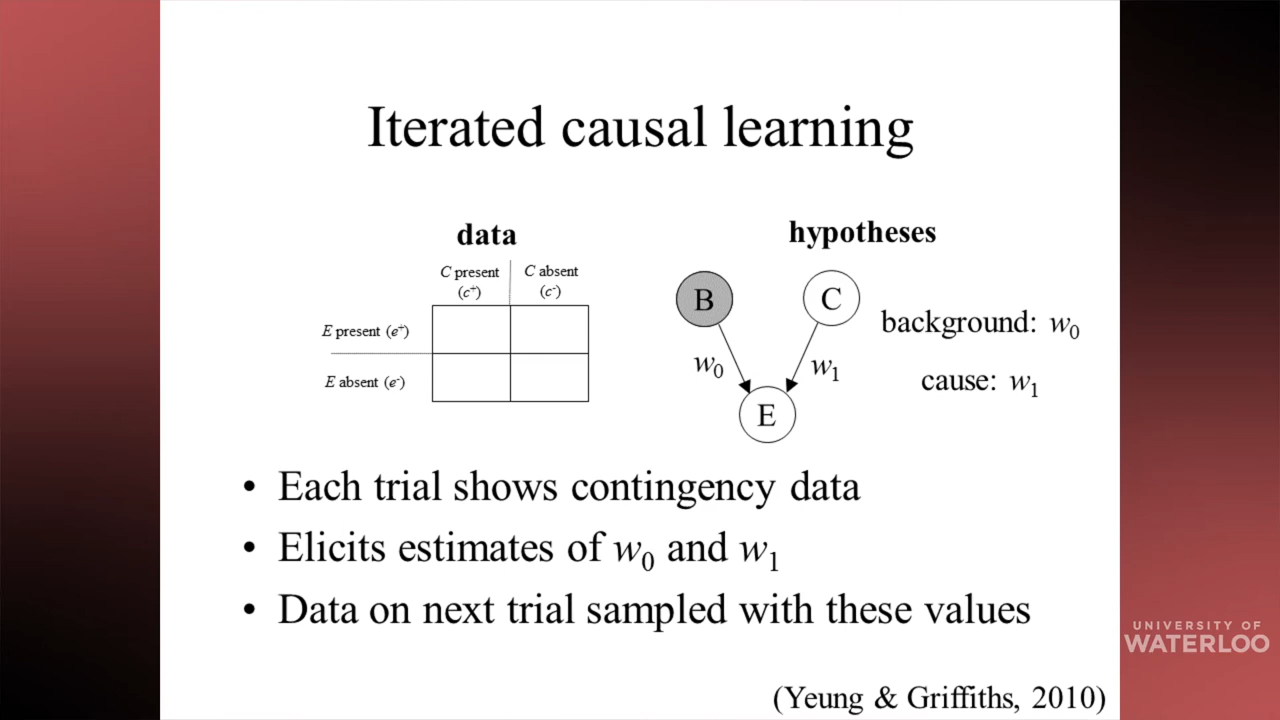 Iterated causal learning
data
C present
(c⁺)
C absent
(c⁻)
E present (e⁺)
E absent (e⁻)
hypotheses
B
C
w₀
w₁
E
background: w₀
cause: w₁
• Each trial shows contingency data
• Elicits estimates of w₀ and w₁
• Data on next trial sampled with these values
(Yeung & Griffiths, 2010)
UNIVERSITY OF
WATERLOO